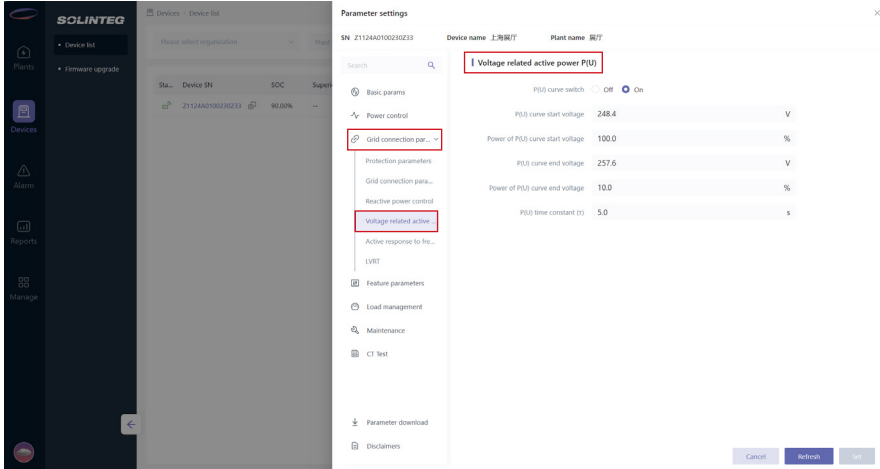 SOLINTEG
Plants
Devices
Alarm
Reports
Manage
• Device list
• Firmware upgrade
Devices / Device list
Please select organization
Plant
Sta... Device SN SOC Superi
Z1124A0100230Z33 90.00% --
Parameter settings
SN Z1124A0100230Z33 Device name 上海展厅 Plant name 展厅
Search
Basic params
Power control
Grid connection par...
Protection parameters
Grid connection para...
Reactive power control
Voltage related active ...
Active response to fre...
LVRT
Feature parameters
Load management
Maintenance
CT Test
Parameter download
Disclaimers
Voltage related active power P(U)
P(U) curve switch Off On
P(U) curve start voltage 248.4 V
Power of P(U) curve start voltage 100.0 %
P(U) curve end voltage 257.6 V
Power of P(U) curve end voltage 10.0 %
P(U) time constant (τ) 5.0 s
Cancel Refresh Set